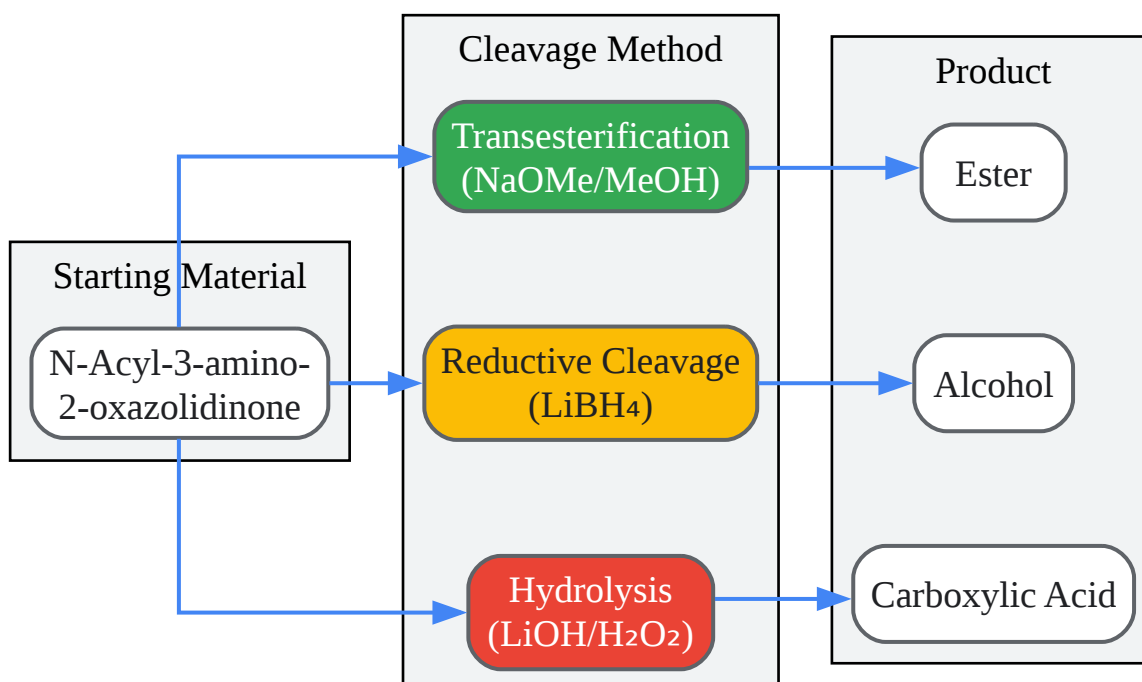 Cleavage Method
Product
Transesterification
(NaOMe/MeOH)
Ester
Starting Material
N-Acyl-3-amino-
2-oxazolidinone
Reductive Cleavage
(LiBH₄)
Alcohol
Hydrolysis
(LiOH/H₂O₂)
Carboxylic Acid